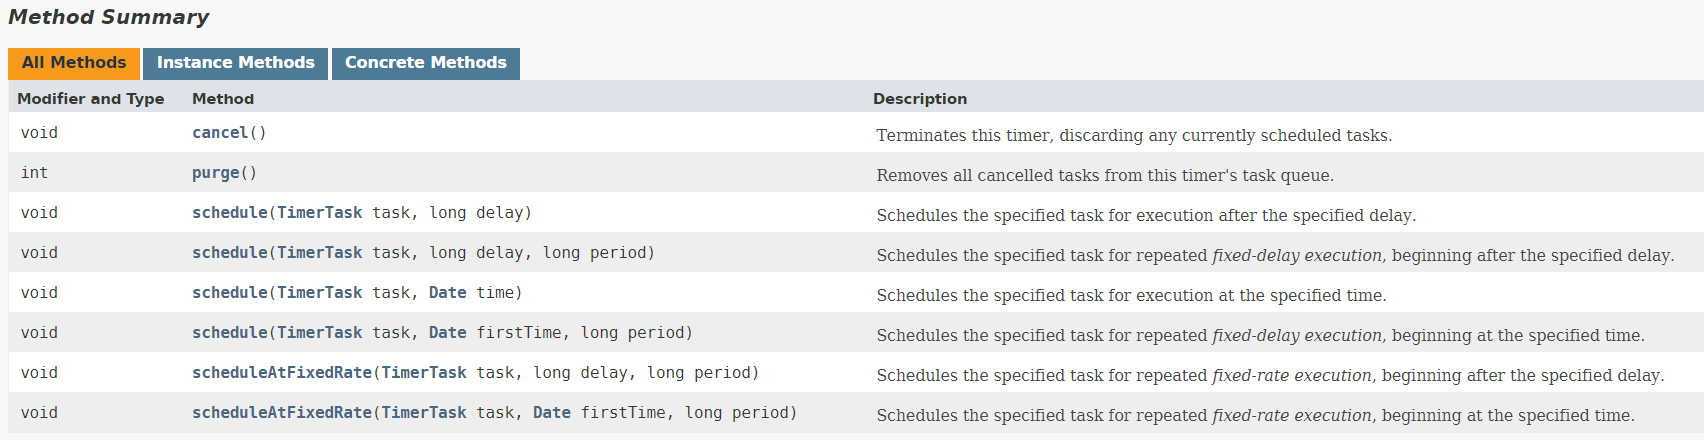 Method Summary
All Methods Instance Methods Concrete Methods
Modifier and Type Method Description
void cancel() Terminates this timer, discarding any currently scheduled tasks.
int purge() Removes all cancelled tasks from this timer's task queue.
void schedule(TimerTask task, long delay) Schedules the specified task for execution after the specified delay.
void schedule(TimerTask task, long delay, long period) Schedules the specified task for repeated fixed-delay execution, beginning after the specified delay.
void schedule(TimerTask task, Date time) Schedules the specified task for execution at the specified time.
void schedule(TimerTask task, Date firstTime, long period) Schedules the specified task for repeated fixed-delay execution, beginning at the specified time.
void scheduleAtFixedRate(TimerTask task, long delay, long period) Schedules the specified task for repeated fixed-rate execution, beginning after the specified delay.
void scheduleAtFixedRate(TimerTask task, Date firstTime, long period) Schedules the specified task for repeated fixed-rate execution, beginning at the specified time.